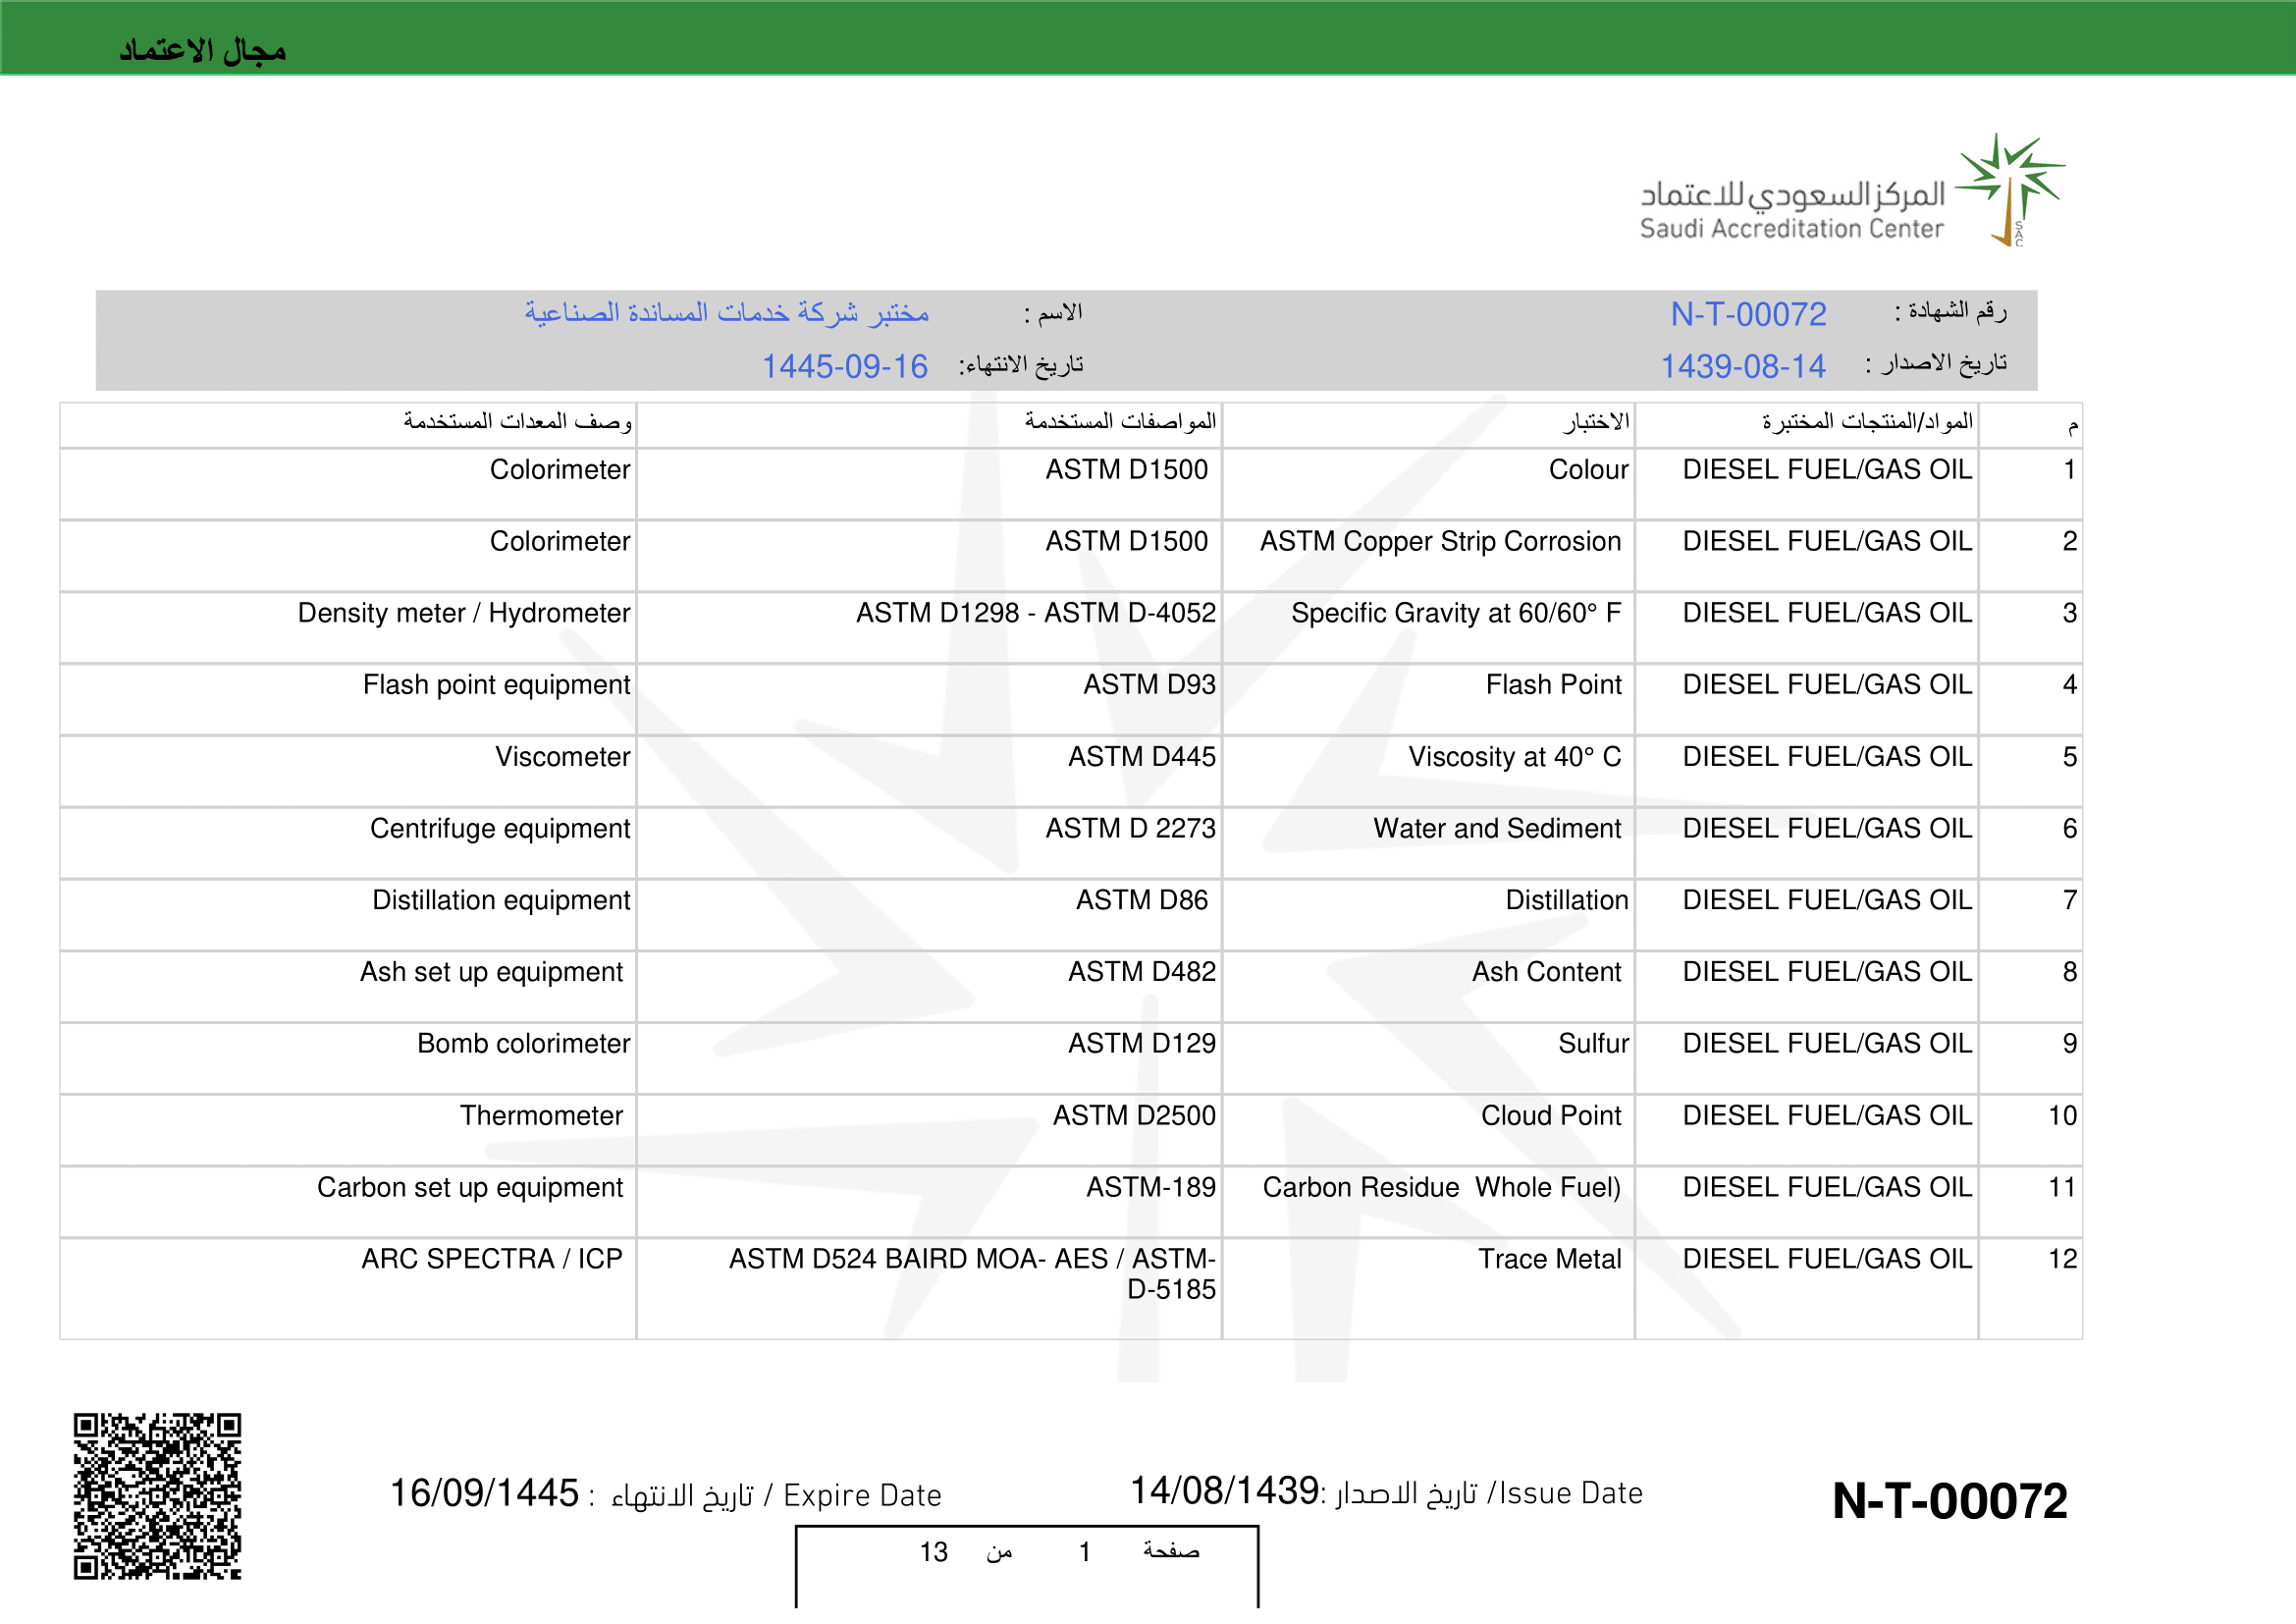 مجال الاعتماد
المركز السعودي للاعتماد
Saudi Accreditation Center
SAC
رقم الشهادة : N-T-00072 الاسم : مختبر شركة خدمات المساندة الصناعية
تاريخ الاصدار : 1439-08-14 تاريخ الانتهاء: 1445-09-16
م المواد/المنتجات المختبرة الاختبار المواصفات المستخدمة وصف المعدات المستخدمة
1 DIESEL FUEL/GAS OIL Colour ASTM D1500 Colorimeter
2 DIESEL FUEL/GAS OIL ASTM Copper Strip Corrosion ASTM D1500 Colorimeter
3 DIESEL FUEL/GAS OIL Specific Gravity at 60/60° F ASTM D1298 - ASTM D-4052 Density meter / Hydrometer
4 DIESEL FUEL/GAS OIL Flash Point ASTM D93 Flash point equipment
5 DIESEL FUEL/GAS OIL Viscosity at 40° C ASTM D445 Viscometer
6 DIESEL FUEL/GAS OIL Water and Sediment ASTM D 2273 Centrifuge equipment
7 DIESEL FUEL/GAS OIL Distillation ASTM D86 Distillation equipment
8 DIESEL FUEL/GAS OIL Ash Content ASTM D482 Ash set up equipment
9 DIESEL FUEL/GAS OIL Sulfur ASTM D129 Bomb colorimeter
10 DIESEL FUEL/GAS OIL Cloud Point ASTM D2500 Thermometer
11 DIESEL FUEL/GAS OIL Carbon Residue  Whole Fuel) ASTM-189 Carbon set up equipment
12 DIESEL FUEL/GAS OIL Trace Metal ASTM D524 BAIRD MOA- AES / ASTM- ARC SPECTRA / ICP
D-5185
N-T-00072
Issue Date/ تاريخ الاصدار :14/08/1439
Expire Date / تاريخ الانتهاء : 16/09/1445
صفحة 1 من 13